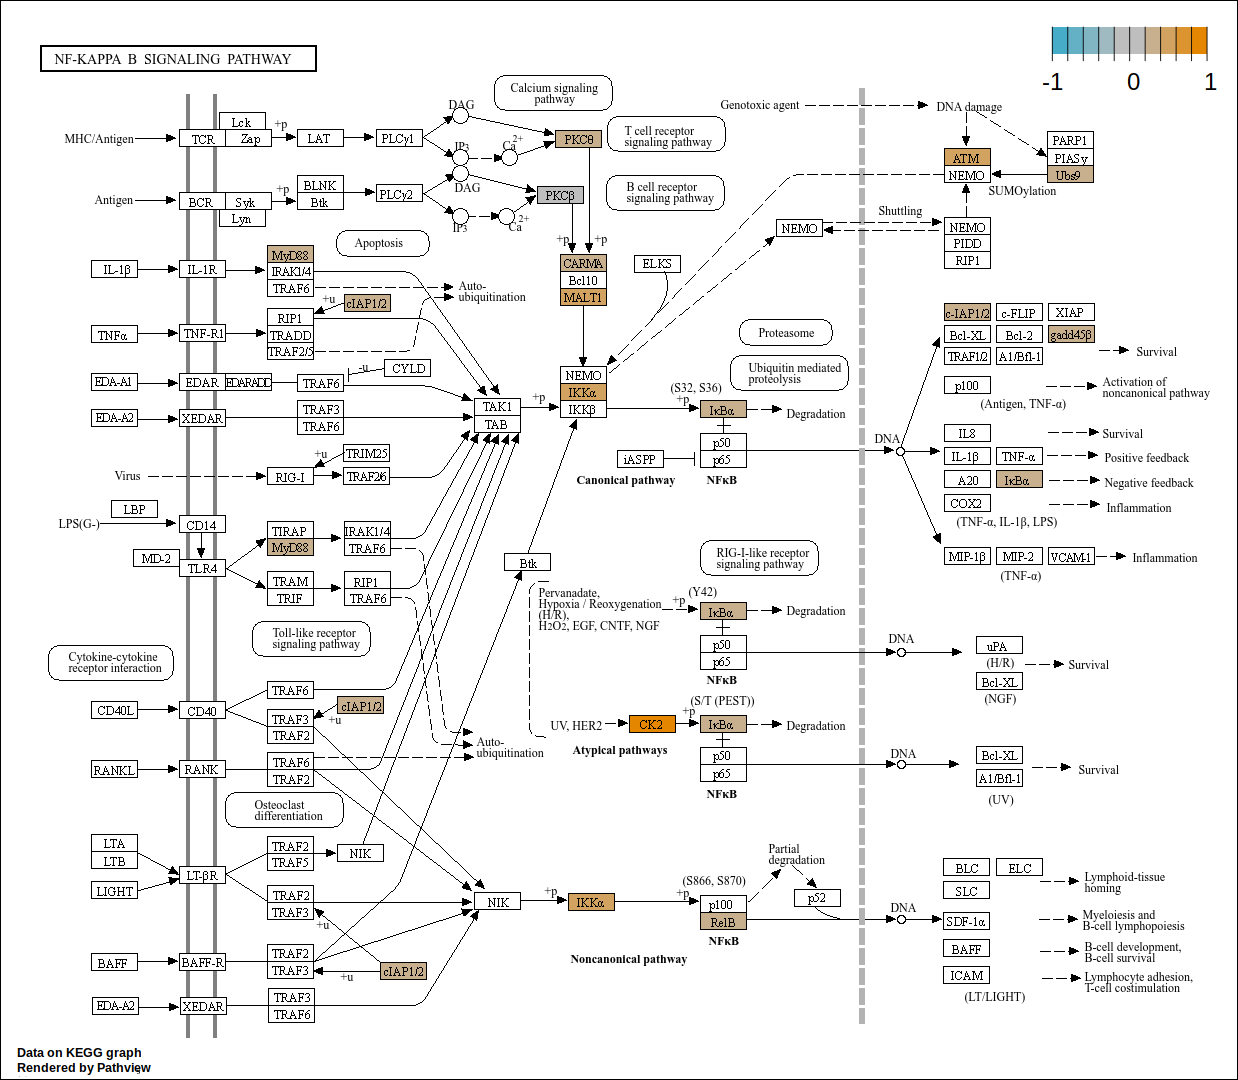 NF-KAPPA B SIGNALING PATHWAY
-1 0 1
Calcium signaling
pathway
T cell receptor
signaling pathway
B cell receptor
signaling pathway
MHC/Antigen
TCR
Lck
Zap
+p
LAT
PLCγ1
DAG
IP3
Ca2+
PKCθ
Antigen
BCR
Syk
Lyn
+p
BLNK
Btk
PLCγ2
DAG
IP3
Ca2+
PKCβ
Genotoxic agent
DNA damage
ATM
NEMO
PARP1
PIASy
Ubs9
SUMOylation
Shuttling
NEMO
NEMO
PIDD
RIP1
Apoptosis
+p
+p
CARMA
Bcl10
MALT1
ELKS
IL-1β
IL-1R
MyD88
IRAK1/4
TRAF6
Auto-
ubiquitination
+u
cIAP1/2
TNFα
TNF-R1
RIP1
TRADD
TRAF2/5
EDA-A1
EDAR
EDARADD
TRAF6
-u
CYLD
EDA-A2
XEDAR
TRAF3
TRAF6
TAK1
TAB
+p
NEMO
IKKα
IKKβ
Proteasome
Ubiquitin mediated
proteolysis
(S32, S36)
+p
IκBα
Degradation
p50
p65
NFκB
iASPP
Canonical pathway
DNA
c-IAP1/2
c-FLIP
XIAP
Bcl-XL
Bcl-2
gadd45β
TRAF1/2
A1/Bfl-1
Survival
p100
Activation of
noncanonical pathway
(Antigen, TNF-α)
IL8
Survival
IL-1β
TNF-α
Positive feedback
A20
IκBα
Negative feedback
COX2
Inflammation
(TNF-α, IL-1β, LPS)
MIP-1β
MIP-2
VCAM-1
Inflammation
(TNF-α)
Virus
RIG-I
+u
TRIM25
TRAF2/6
LBP
LPS(G-)
CD14
MD-2
TLR4
TIRAP
MyD88
IRAK1/4
TRAF6
TRAM
TRIF
RIP1
TRAF6
Toll-like receptor
signaling pathway
Cytokine-cytokine
receptor interaction
Btk
RIG-I-like receptor
signaling pathway
Pervanadate,
Hypoxia / Reoxygenation
(H/R),
H2O2, EGF, CNTF, NGF
+p
(Y42)
IκBα
Degradation
p50
p65
NFκB
DNA
uPA
(H/R)
Bcl-XL
(NGF)
Survival
CD40L
CD40
TRAF6
TRAF3
TRAF2
cIAP1/2
+u
(S/T (PEST))
UV, HER2
CK2
+p
IκBα
Degradation
Atypical pathways
p50
p65
NFκB
DNA
Bcl-XL
A1/Bfl-1
(UV)
Survival
Auto-
ubiquitination
RANKL
RANK
TRAF6
TRAF2
Osteoclast
differentiation
LTA
LTB
LIGHT
LT-βR
TRAF2
TRAF5
NIK
TRAF2
TRAF3
+u
NIK
+p
IKKα
(S866, S870)
+p
p100
RelB
NFκB
Partial
degradation
p52
DNA
BLC
ELC
SLC
Lymphoid-tissue
homing
SDF-1α
Myeloiesis and
B-cell lymphopoiesis
BAFF
B-cell development,
B-cell survival
ICAM
Lymphocyte adhesion,
T-cell costimulation
(LT/LIGHT)
BAFF
BAFF-R
TRAF2
TRAF3
+u
cIAP1/2
Noncanonical pathway
EDA-A2
XEDAR
TRAF3
TRAF6
Data on KEGG graph
Rendered by Pathview